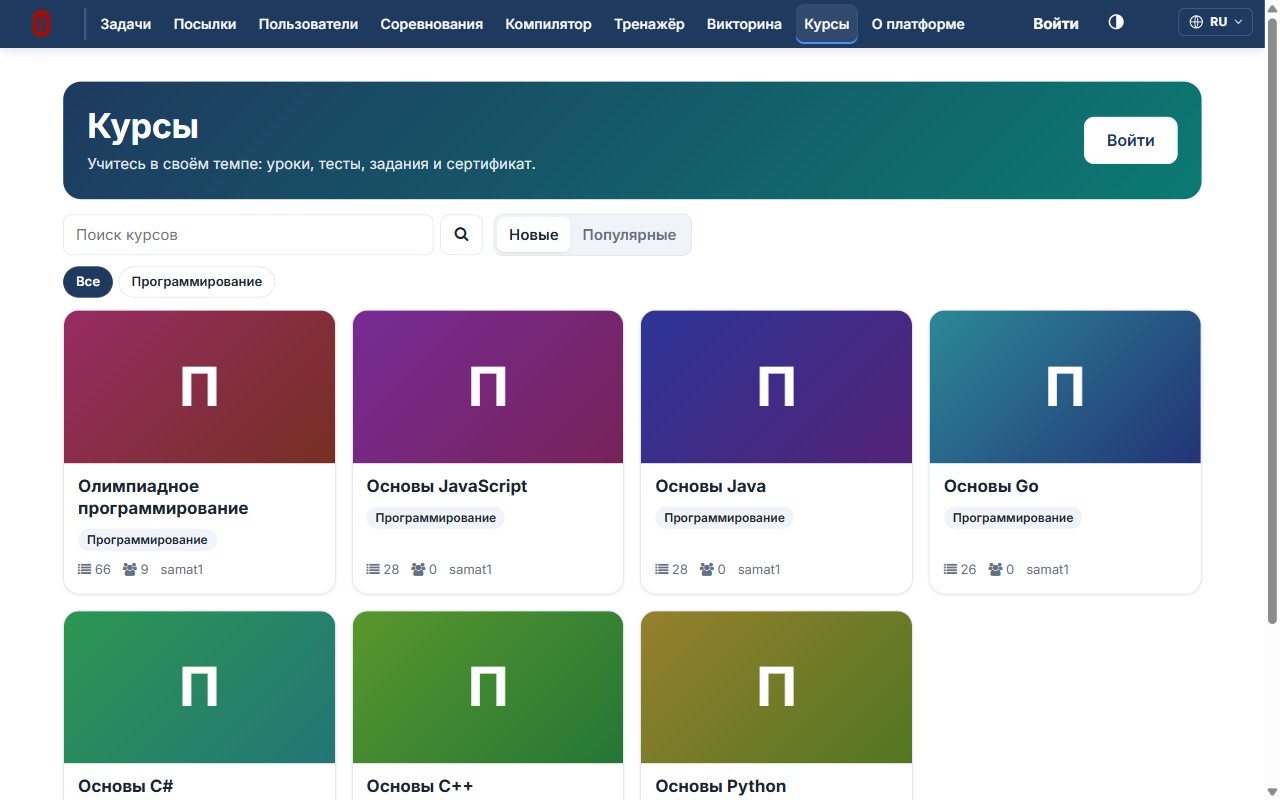 0
Задачи Посылки Пользователи Соревнования Компилятор Тренажёр Викторина Курсы О платформе Войти RU
Курсы
Учитесь в своём темпе: уроки, тесты, задания и сертификат.
Войти
Поиск курсов
Новые Популярные
Все Программирование
П П П П
Олимпиадное программирование
Программирование
66 9 samat1
Основы JavaScript
Программирование
28 0 samat1
Основы Java
Программирование
28 0 samat1
Основы Go
Программирование
26 0 samat1
П П П
Основы C#
Основы C++
Основы Python